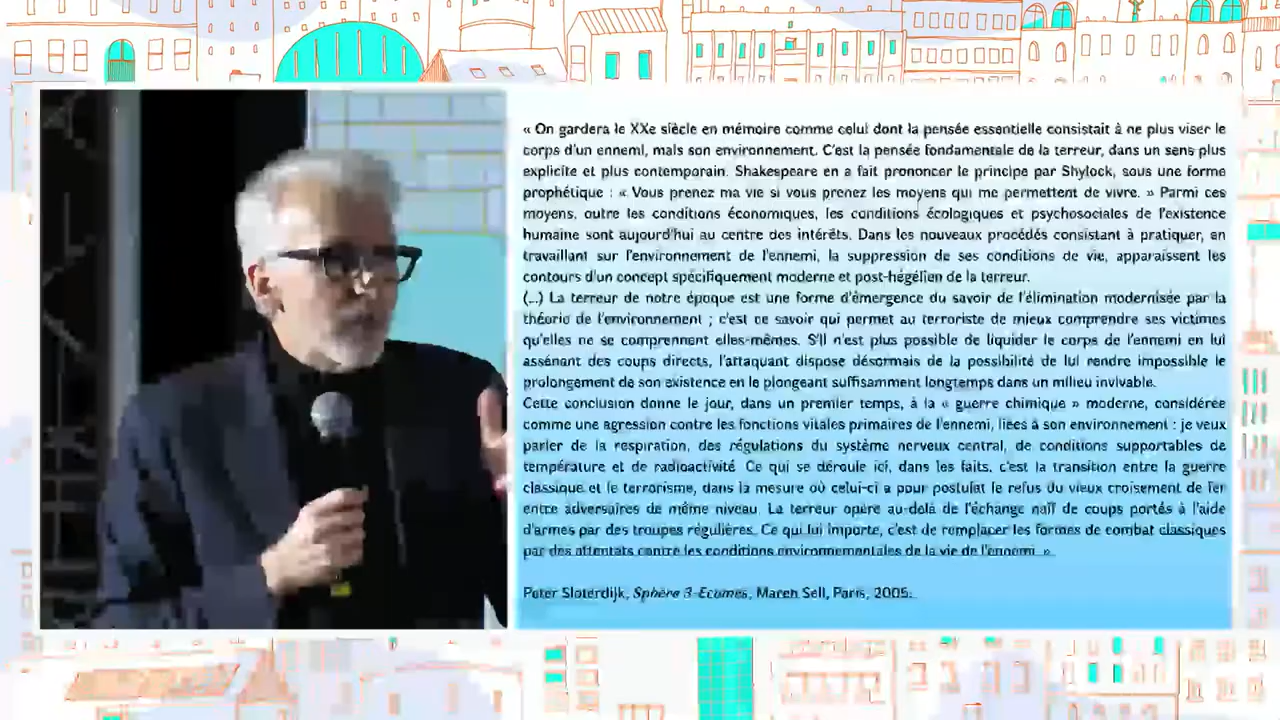 « On gardera le XXe siècle en mémoire comme celui dont la pensée essentielle consistait à ne plus viser le
corps d'un ennemi, mais son environnement. C'est la pensée fondamentale de la terreur, dans un sens plus
explicite et plus contemporain. Shakespeare en a fait prononcer le principe par Shylock, sous une forme
prophétique : « Vous prenez ma vie si vous prenez les moyens qui me permettent de vivre. » Parmi ces
moyens, outre les conditions économiques, les conditions écologiques et psychosociales de l'existence
humaine sont aujourd'hui au centre des intérêts. Dans les nouveaux procédés consistant à pratiquer, en
travaillant sur l'environnement de l'ennemi, la suppression de ses conditions de vie, apparaissent les
contours d'un concept spécifiquement moderne et post-hégélien de la terreur.
(...) La terreur de notre époque est une forme d'émergence du savoir de l'élimination modernisée par la
théorie de l'environnement ; c'est ce savoir qui permet au terroriste de mieux comprendre ses victimes
qu'elles ne se comprennent elles-mêmes. S'il n'est plus possible de liquider le corps de l'ennemi en lui
assénant des coups directs, l'attaquant dispose désormais de la possibilité de lui rendre impossible le
prolongement de son existence en le plongeant suffisamment longtemps dans un milieu invivable.
Cette conclusion donne le jour, dans un premier temps, à la « guerre chimique » moderne, considérée
comme une agression contre les fonctions vitales primaires de l'ennemi, liées à son environnement : je veux
parler de la respiration, des régulations du système nerveux central, de conditions supportables de
température et de radioactivité. Ce qui se déroule ici, dans les faits, c'est la transition entre la guerre
classique et le terrorisme, dans la mesure où celui-ci a pour postulat le refus du vieux croisement de fer
entre adversaires de même niveau. La terreur opère au-delà de l'échange naïf de coups portés à l'aide
d'armes par des troupes régulières. Ce qui lui importe, c'est de remplacer les formes de combat classiques
par des attentats contre les conditions environnementales de la vie de l'ennemi. ».
Peter Sloterdijk, Sphère 3-Ecumes, Maren Sell, Paris, 2005.